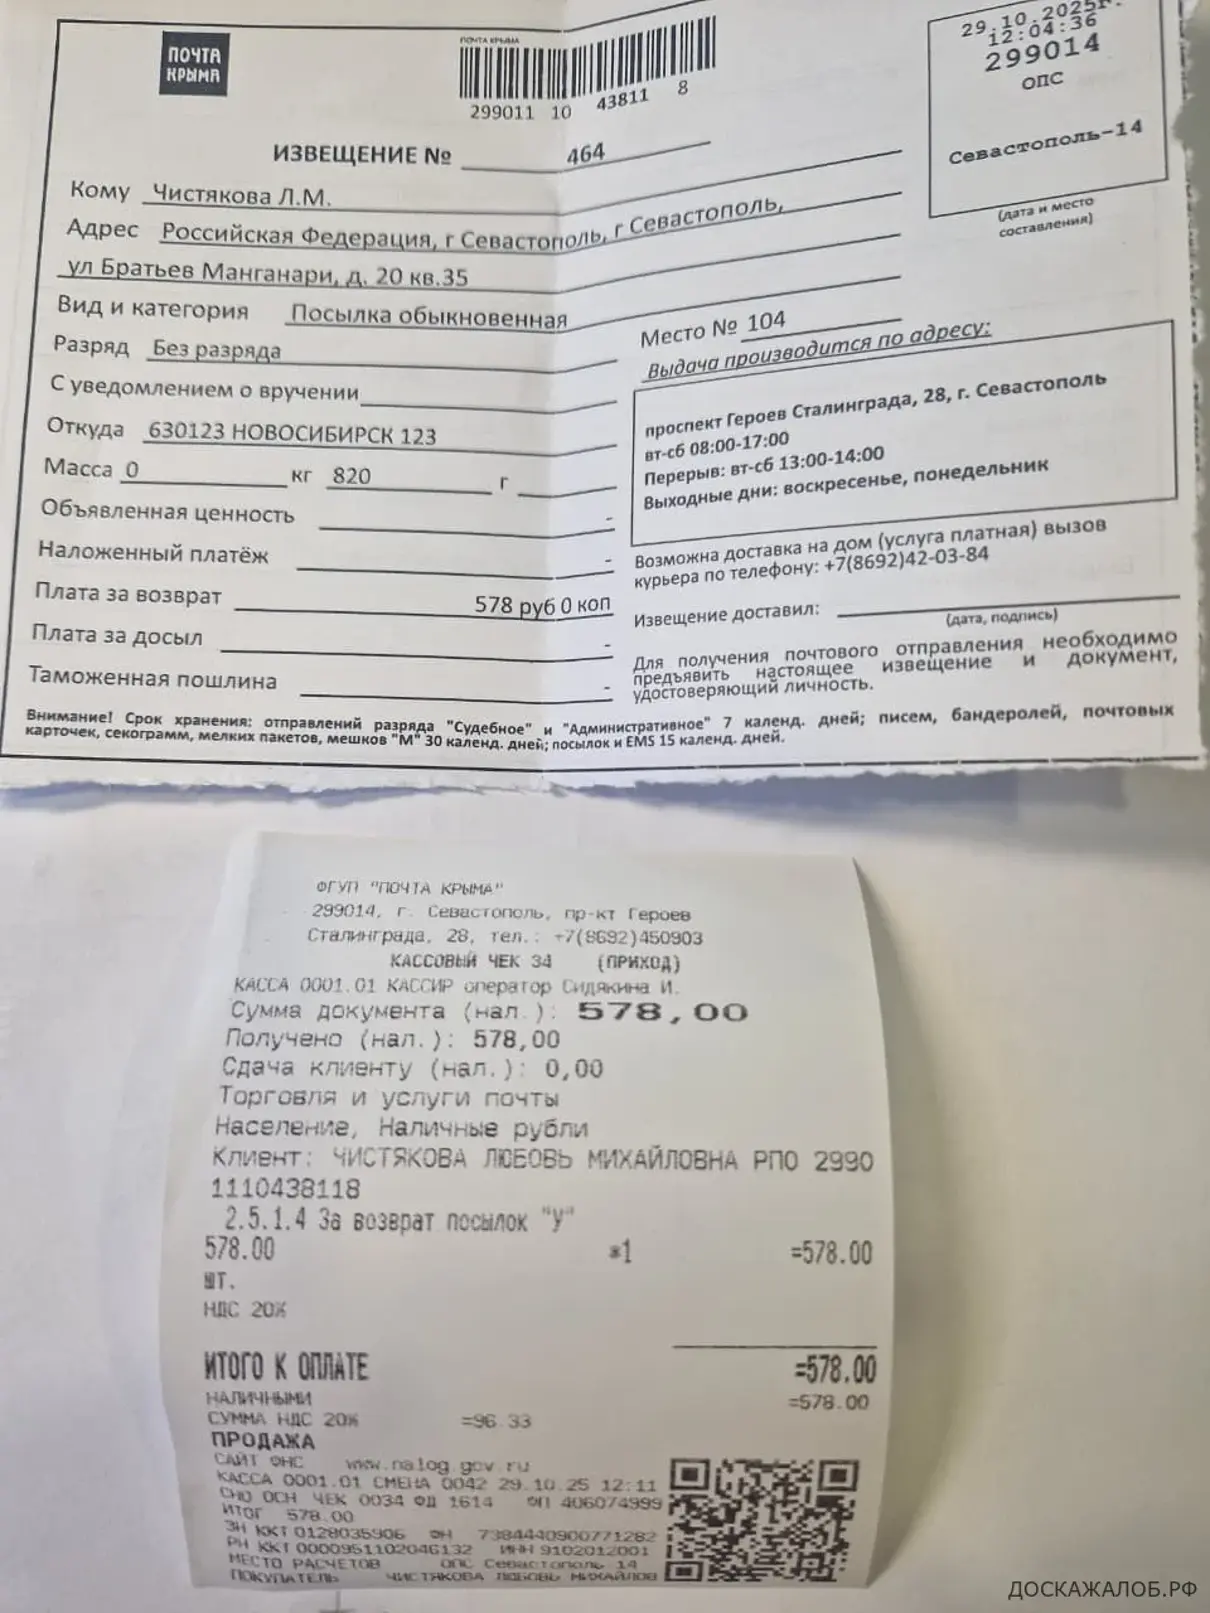 ПОЧТА КРЫМА
ПОЧТА
КРЫМА
299011 10 43811 8
29.10.2025г.
12:04:36
299014
ОПС
Севастополь-14
(дата и место
составления)
ИЗВЕЩЕНИЕ № 464
Кому Чистякова Л.М.
Адрес Российская Федерация, г Севастополь, г Севастополь,
ул Братьев Манганари, д. 20 кв.35
Вид и категория Посылка обыкновенная
Разряд Без разряда
С уведомлением о вручении
Откуда 630123 НОВОСИБИРСК 123
Масса 0 кг 820 г
Объявленная ценность -
Наложенный платёж -
Плата за возврат 578 руб 0 коп
Плата за досыл -
Таможенная пошлина -
Место № 104
Выдача производится по адресу:
проспект Героев Сталинграда, 28, г. Севастополь
вт-сб 08:00-17:00
Перерыв: вт-сб 13:00-14:00
Выходные дни: воскресенье, понедельник
Возможна доставка на дом (услуга платная) вызов
курьера по телефону: +7(8692)42-03-84
Извещение доставил:
(дата, подпись)
Для получения почтового отправления необходимо
предъявить настоящее извещение и документ,
удостоверяющий личность.
Внимание! Срок хранения: отправлений разряда "Судебное" и "Административное" 7 календ. дней; писем, бандеролей, почтовых
карточек, секограмм, мелких пакетов, мешков "М" 30 календ. дней; посылок и EMS 15 календ. дней.
ФГУП "ПОЧТА КРЫМА"
299014, г. Севастополь, пр-кт Героев
Сталинграда, 28, тел.: +7(8692)450903
КАССОВЫЙ ЧЕК 34 (ПРИХОД)
КАССА 0001.01 КАССИР оператор Сидякина И.
Сумма документа (нал.): 578,00
Получено (нал.): 578,00
Сдача клиенту (нал.): 0,00
Торговля и услуги почты
Население, Наличные рубли
Клиент: ЧИСТЯКОВА ЛЮБОВЬ МИХАЙЛОВНА РПО 2990
1110438118
2.5.1.4 За возврат посылок "У"
578.00 *1 =578.00
шт.
НДС 20%
ИТОГО К ОПЛАТЕ =578.00
НАЛИЧНЫМИ =578.00
СУММА НДС 20% =96.33
ПРОДАЖА
САЙТ ФНС www.nalog.gov.ru
КАССА 0001.01 СМЕНА 0042 29.10.25 12:11
СНО ОСН ЧЕК 0034 ФД 1614 ФП 406074999
ИТОГ 578.00
ЗН ККТ 0128035906 ФН 7384440900771282
РН ККТ 0000951102046132 ИНН 9102012001
МЕСТО РАСЧЕТОВ ОПС Севастополь 14
ПОКУПАТЕЛЬ ЧИСТЯКОВА ЛЮБОВЬ МИХАЙЛОВ
ДОСКАЖАЛОБ.РФ